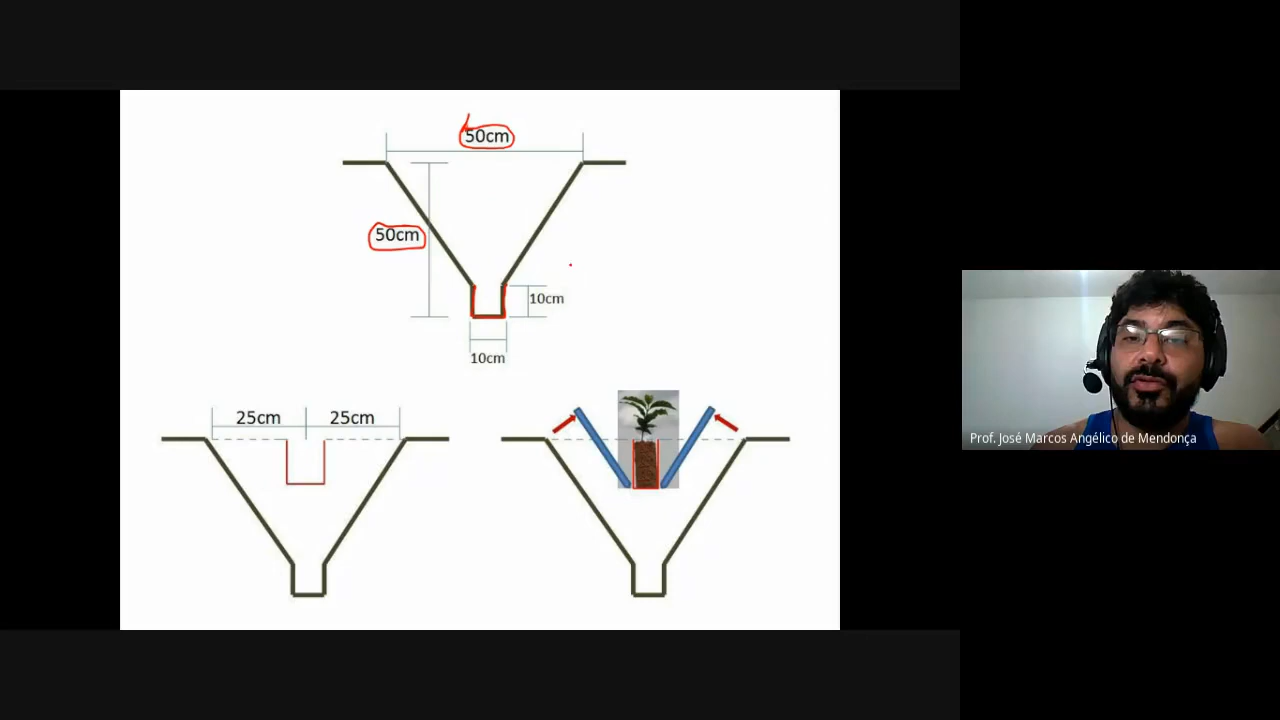 50cm
50cm
10cm
10cm
25cm 25cm
Prof. José Marcos Angélico de Mendonça